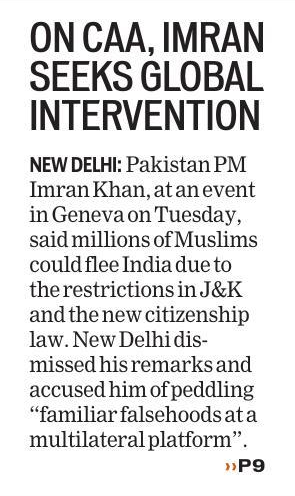 ON CAA, IMRAN
SEEKS GLOBAL
INTERVENTION
NEW DELHI: Pakistan PM
Imran Khan, at an event
in Geneva on Tuesday,
said millions of Muslims
could flee India due to
the restrictions in J&K
and the new citizenship
law. New Delhi dis-
missed his remarks and
accused him of peddling
“familiar falsehoods at a
multilateral platform”.
››P9